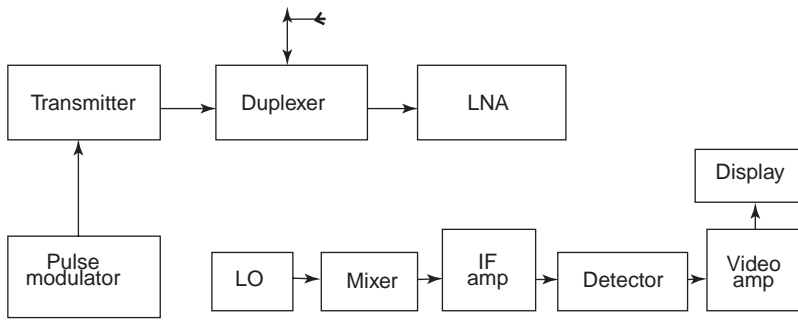 Transmitter
Duplexer
LNA
Display
Pulse
modulator
LO
Mixer
IF
amp
Detector
Video
amp